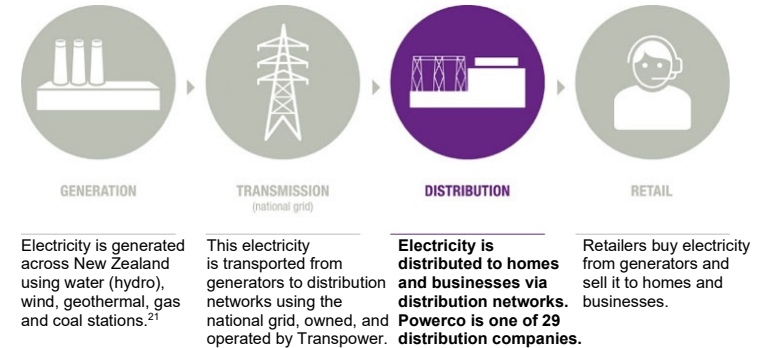 GENERATION
Electricity is generated
across New Zealand
using water (hydro),
wind, geothermal, gas
and coal stations.21
TRANSMISSION
(national grid)
This electricity
is transported from
generators to distribution
networks using the
national grid, owned, and
operated by Transpower.
DISTRIBUTION
Electricity is
distributed to homes
and businesses via
distribution networks.
Powerco is one of 29
distribution companies.
RETAIL
Retailers buy electricity
from generators and
sell it to homes and
businesses.